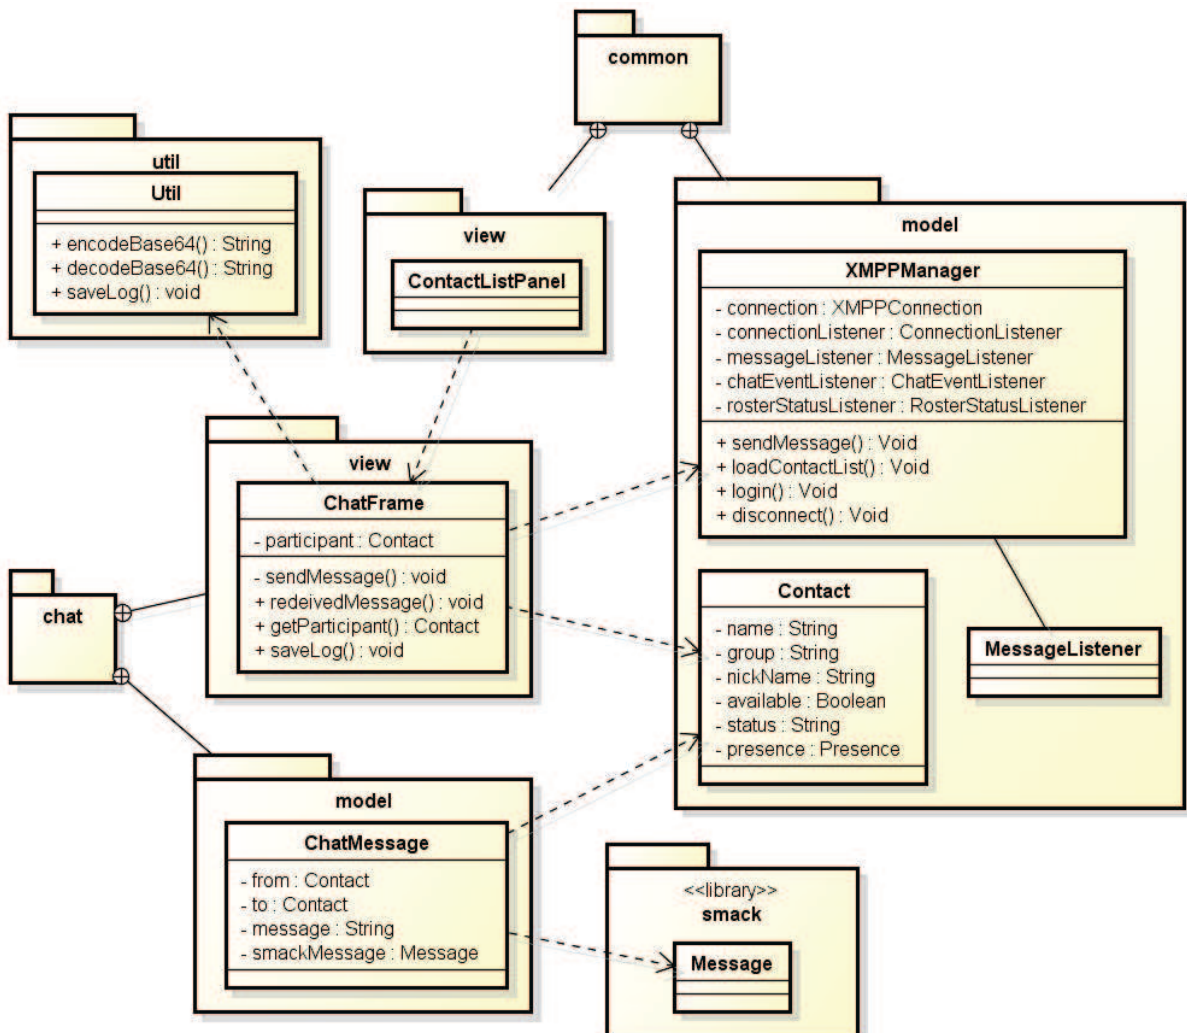 common
util
Util
+ encodeBase64() : String
+ decodeBase64() : String
+ saveLog() : void
view
ContactListPanel
model
XMPPManager
- connection : XMPPConnection
- connectionListener : ConnectionListener
- messageListener : MessageListener
- chatEventListener : ChatEventListener
- rosterStatusListener : RosterStatusListener
+ sendMessage() : Void
+ loadContactList() : Void
+ login() : Void
+ disconnect() : Void
view
ChatFrame
- participant : Contact
- sendMessage() : void
+ redeivedMessage() : void
+ getParticipant() : Contact
+ saveLog() : void
chat
Contact
- name : String
- group : String
- nickName : String
- available : Boolean
- status : String
- presence : Presence
MessageListener
model
ChatMessage
- from : Contact
- to : Contact
- message : String
- smackMessage : Message
<<library>>
smack
Message